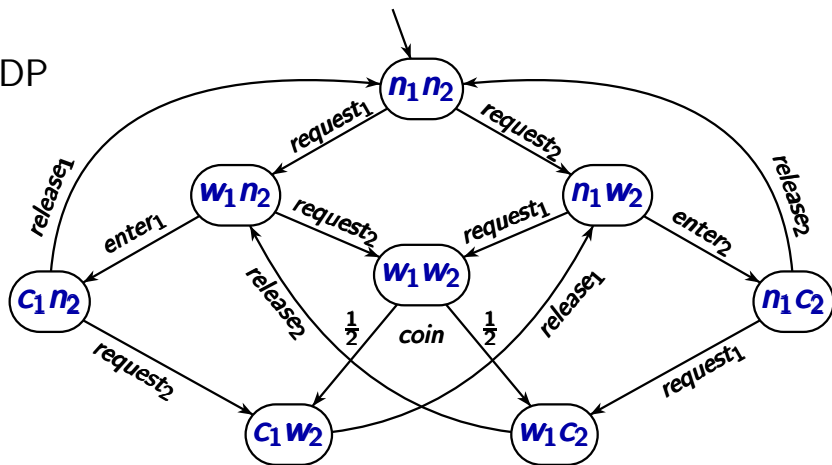 DP
n₁n₂
request₁
request₂
release₁
release₂
w₁n₂
n₁w₂
enter₁
request₂
request₁
enter₂
w₁w₂
c₁n₂
n₁c₂
release₂
release₁
1/2
coin
1/2
request₂
request₁
c₁w₂
w₁c₂